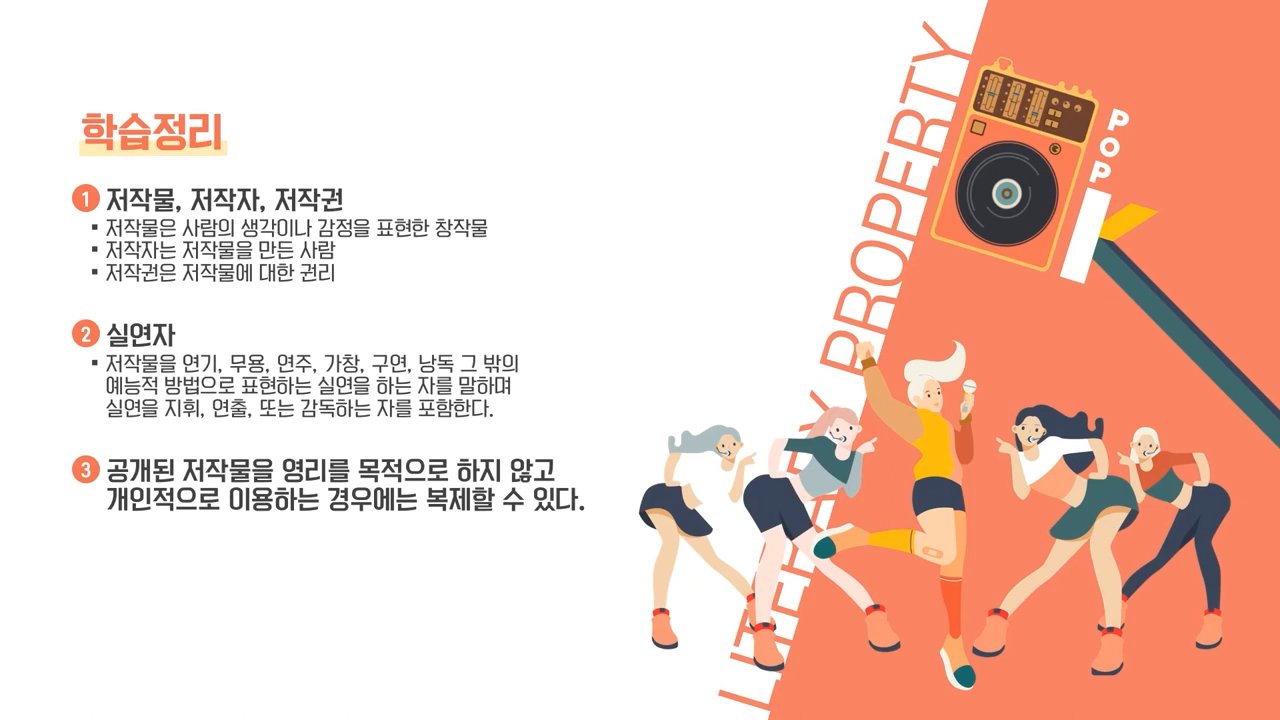 학습정리
1 저작물, 저작자, 저작권
▪ 저작물은 사람의 생각이나 감정을 표현한 창작물
▪ 저작자는 저작물을 만든 사람
▪ 저작권은 저작물에 대한 권리
2 실연자
▪ 저작물을 연기, 무용, 연주, 가창, 구연, 낭독 그 밖의
예능적 방법으로 표현하는 실연을 하는 자를 말하며
실연을 지휘, 연출, 또는 감독하는 자를 포함한다.
3 공개된 저작물을 영리를 목적으로 하지 않고
개인적으로 이용하는 경우에는 복제할 수 있다.
PROPERTY
POP